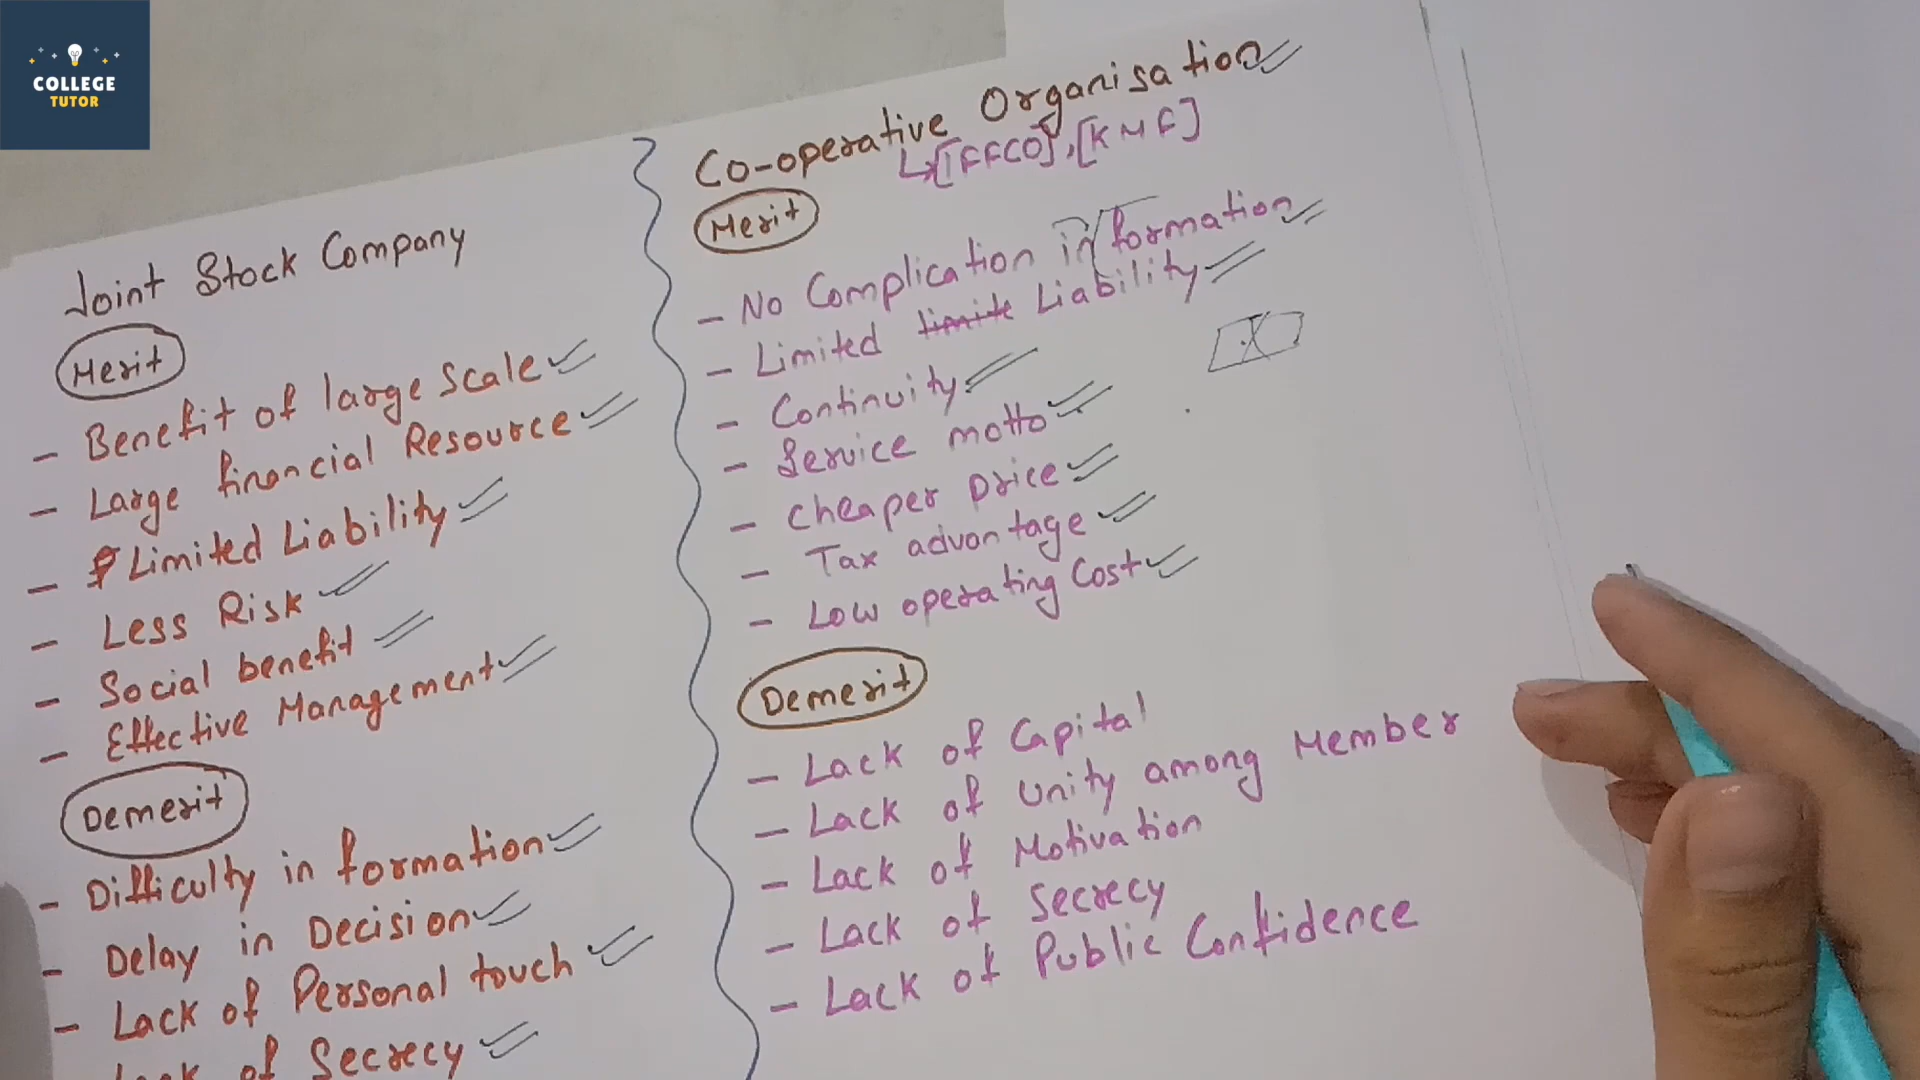 COLLEGE
TUTOR
Joint Stock Company
Merit
- Benefit of large Scale
- Large financial Resource
- Limited Liability
- Less Risk
- Social benefit
- Effective Management
Demerit
- Difficulty in formation
- Delay in Decision
- Lack of Personal touch
Lack of Secrecy
Co-operative Organisation
↳[IFFCO],[KMF]
Merit
- No Complication in formation
- Limited limite Liability
- Continuity
- Service motto
- Cheaper price
- Tax advantage
- Low operating Cost
Demerit
- Lack of Capital
- Lack of unity among Member
- Lack of Motivation
- Lack of Secrecy
- Lack of Public Confidence